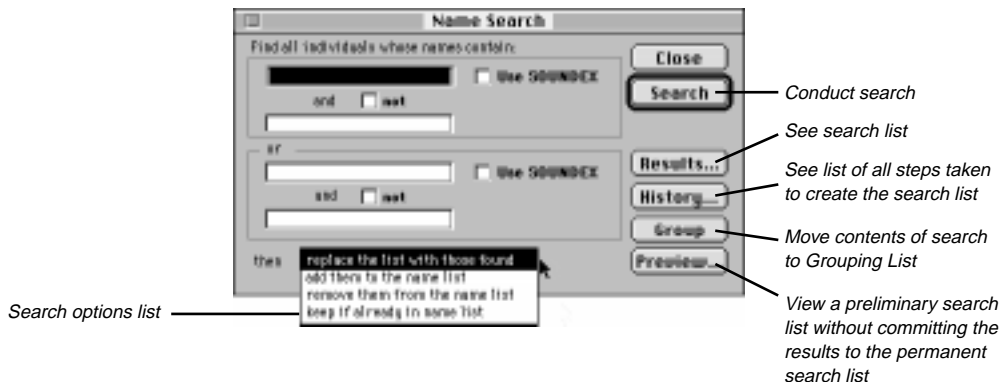 Name Search
Find all individuals whose names contain:
Use SOUNDEX
and not
or
Use SOUNDEX
and not
then
replace the list with those found
add them to the name list
remove them from the name list
keep if already in name list
Close
Search
Results...
History...
Group
Preview...
Conduct search
See search list
See list of all steps taken
to create the search list
Move contents of search
to Grouping List
View a preliminary search
list without committing the
results to the permanent
search list
Search options list